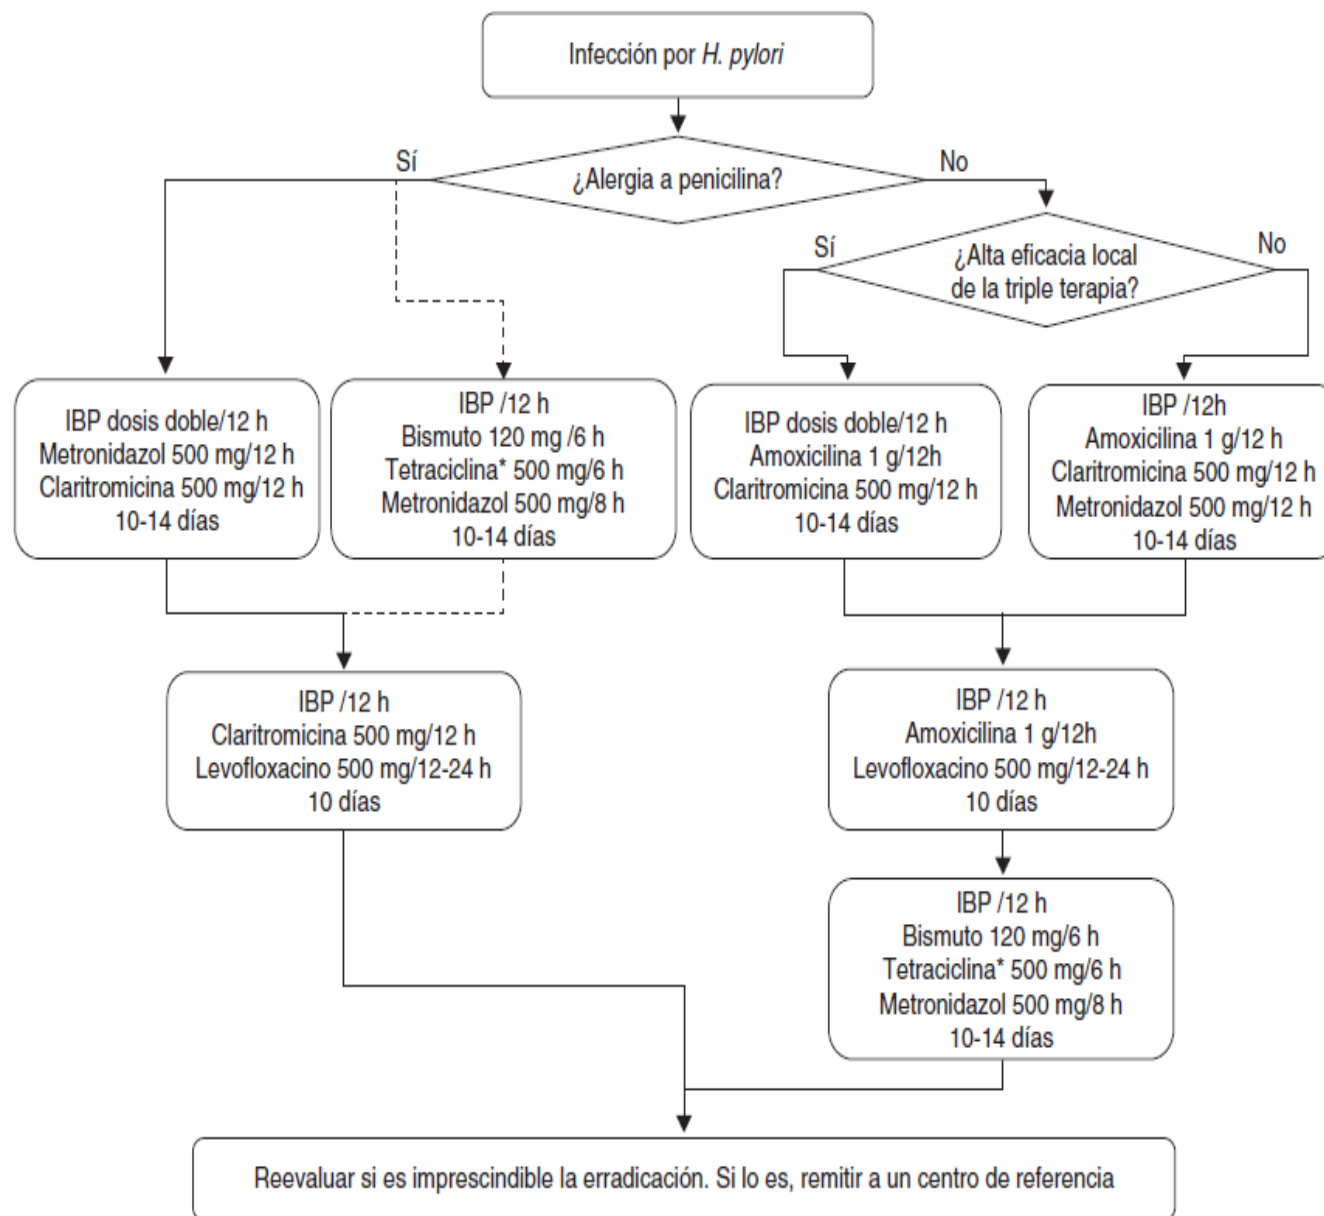 Infección por H. pylori
¿Alergia a penicilina?
Sí
No
¿Alta eficacia local
de la triple terapia?
Sí
No
IBP dosis doble/12 h
Metronidazol 500 mg/12 h
Claritromicina 500 mg/12 h
10-14 días
IBP /12 h
Bismuto 120 mg /6 h
Tetraciclina* 500 mg/6 h
Metronidazol 500 mg/8 h
10-14 días
IBP dosis doble/12 h
Amoxicilina 1 g/12h
Claritromicina 500 mg/12 h
10-14 días
IBP /12h
Amoxicilina 1 g/12 h
Claritromicina 500 mg/12 h
Metronidazol 500 mg/12 h
10-14 días
IBP /12 h
Claritromicina 500 mg/12 h
Levofloxacino 500 mg/12-24 h
10 días
IBP /12 h
Amoxicilina 1 g/12h
Levofloxacino 500 mg/12-24 h
10 días
IBP /12 h
Bismuto 120 mg/6 h
Tetraciclina* 500 mg/6 h
Metronidazol 500 mg/8 h
10-14 días
Reevaluar si es imprescindible la erradicación. Si lo es, remitir a un centro de referencia